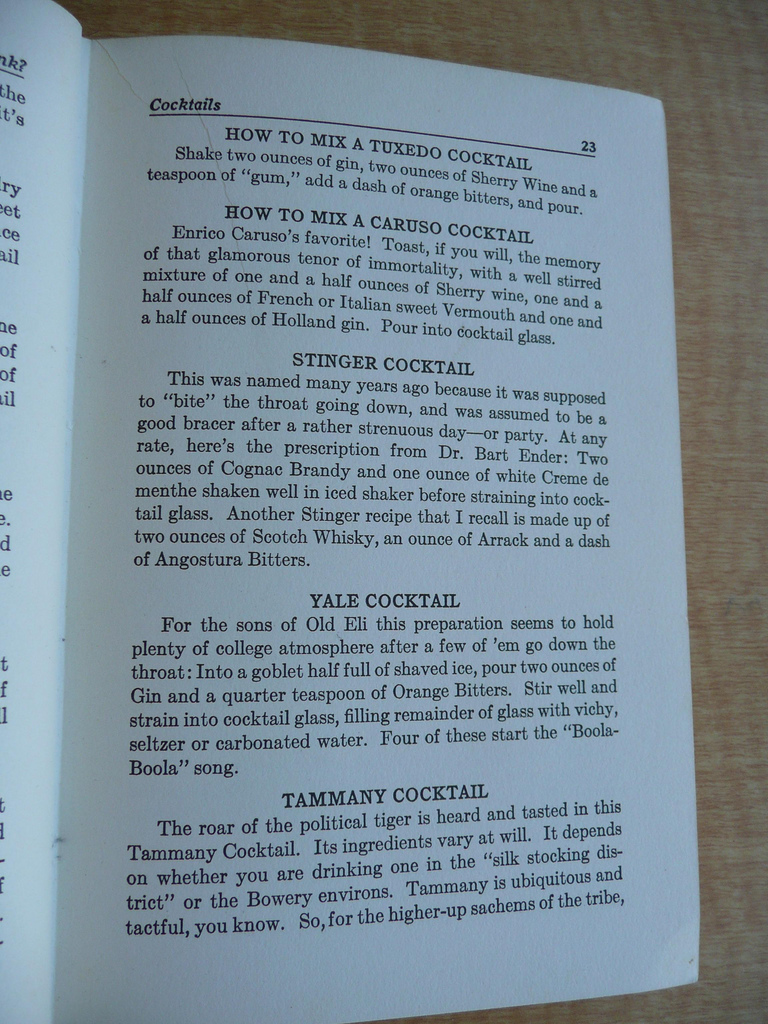 nk?
the
it's
ry
eet
ce
ail
ne
of
of
il
e
e.
d
e
t
f
l
t
f
Cocktails
23
HOW TO MIX A TUXEDO COCKTAIL
Shake two ounces of gin, two ounces of Sherry Wine and a
teaspoon of "gum," add a dash of orange bitters, and pour.
HOW TO MIX A CARUSO COCKTAIL
Enrico Caruso's favorite! Toast, if you will, the memory
of that glamorous tenor of immortality, with a well stirred
mixture of one and a half ounces of Sherry wine, one and a
half ounces of French or Italian sweet Vermouth and one and
a half ounces of Holland gin. Pour into cocktail glass.
STINGER COCKTAIL
This was named many years ago because it was supposed
to "bite" the throat going down, and was assumed to be a
good bracer after a rather strenuous day—or party. At any
rate, here's the prescription from Dr. Bart Ender: Two
ounces of Cognac Brandy and one ounce of white Creme de
menthe shaken well in iced shaker before straining into cock-
tail glass. Another Stinger recipe that I recall is made up of
two ounces of Scotch Whisky, an ounce of Arrack and a dash
of Angostura Bitters.
YALE COCKTAIL
For the sons of Old Eli this preparation seems to hold
plenty of college atmosphere after a few of 'em go down the
throat: Into a goblet half full of shaved ice, pour two ounces of
Gin and a quarter teaspoon of Orange Bitters. Stir well and
strain into cocktail glass, filling remainder of glass with vichy,
seltzer or carbonated water. Four of these start the "Boola-
Boola" song.
TAMMANY COCKTAIL
The roar of the political tiger is heard and tasted in this
Tammany Cocktail. Its ingredients vary at will. It depends
on whether you are drinking one in the "silk stocking dis-
trict" or the Bowery environs. Tammany is ubiquitous and
tactful, you know. So, for the higher-up sachems of the tribe,